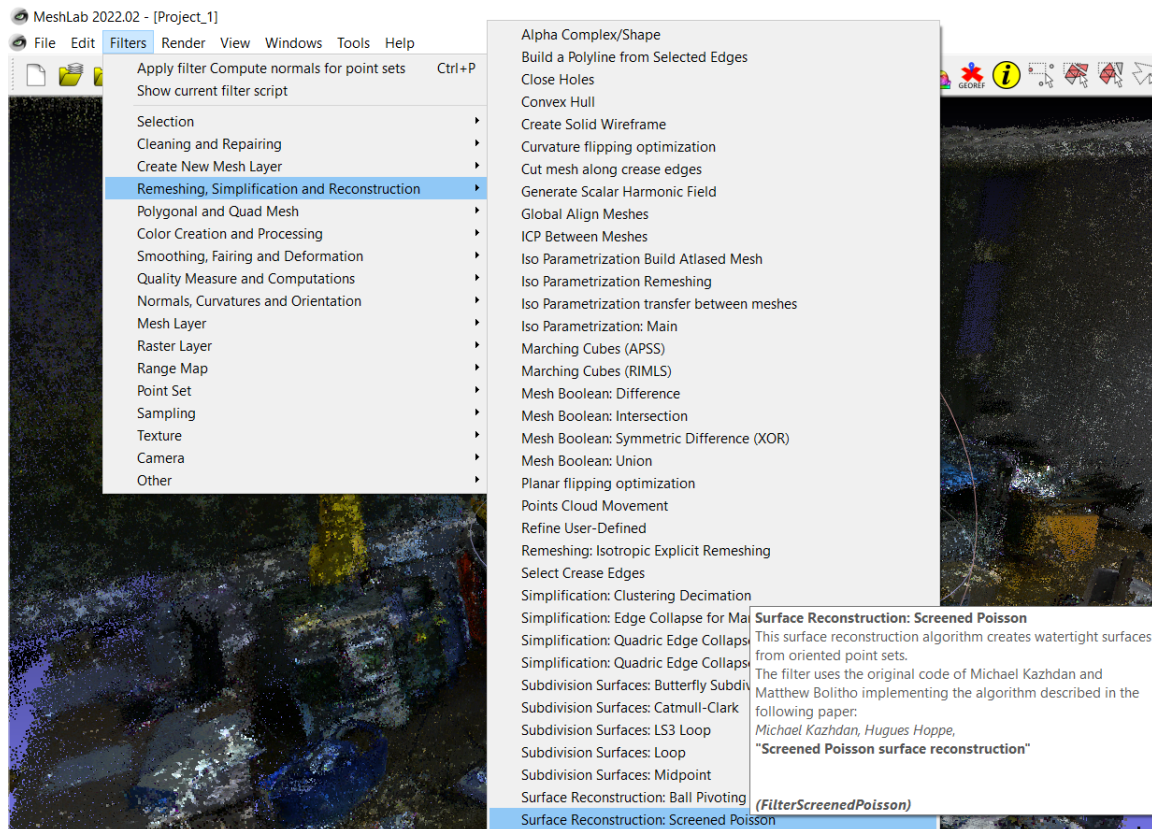 MeshLab 2022.02 - [Project_1]
File Edit Filters Render View Windows Tools Help
Apply filter Compute normals for point sets Ctrl+P
Show current filter script
Selection
Cleaning and Repairing
Create New Mesh Layer
Remeshing, Simplification and Reconstruction
Polygonal and Quad Mesh
Color Creation and Processing
Smoothing, Fairing and Deformation
Quality Measure and Computations
Normals, Curvatures and Orientation
Mesh Layer
Raster Layer
Range Map
Point Set
Sampling
Texture
Camera
Other
Alpha Complex/Shape
Build a Polyline from Selected Edges
Close Holes
Convex Hull
Create Solid Wireframe
Curvature flipping optimization
Cut mesh along crease edges
Generate Scalar Harmonic Field
Global Align Meshes
ICP Between Meshes
Iso Parametrization Build Atlased Mesh
Iso Parametrization Remeshing
Iso Parametrization transfer between meshes
Iso Parametrization: Main
Marching Cubes (APSS)
Marching Cubes (RIMLS)
Mesh Boolean: Difference
Mesh Boolean: Intersection
Mesh Boolean: Symmetric Difference (XOR)
Mesh Boolean: Union
Planar flipping optimization
Points Cloud Movement
Refine User-Defined
Remeshing: Isotropic Explicit Remeshing
Select Crease Edges
Simplification: Clustering Decimation
Simplification: Edge Collapse for Ma
Simplification: Quadric Edge Collaps
Simplification: Quadric Edge Collaps
Subdivision Surfaces: Butterfly Subdiv
Subdivision Surfaces: Catmull-Clark
Subdivision Surfaces: LS3 Loop
Subdivision Surfaces: Loop
Subdivision Surfaces: Midpoint
Surface Reconstruction: Ball Pivoting
Surface Reconstruction: Screened Poisson
GEOREF
Surface Reconstruction: Screened Poisson
This surface reconstruction algorithm creates watertight surfaces
from oriented point sets.
The filter uses the original code of Michael Kazhdan and
Matthew Bolitho implementing the algorithm described in the
following paper:
Michael Kazhdan, Hugues Hoppe,
"Screened Poisson surface reconstruction"
(FilterScreenedPoisson)